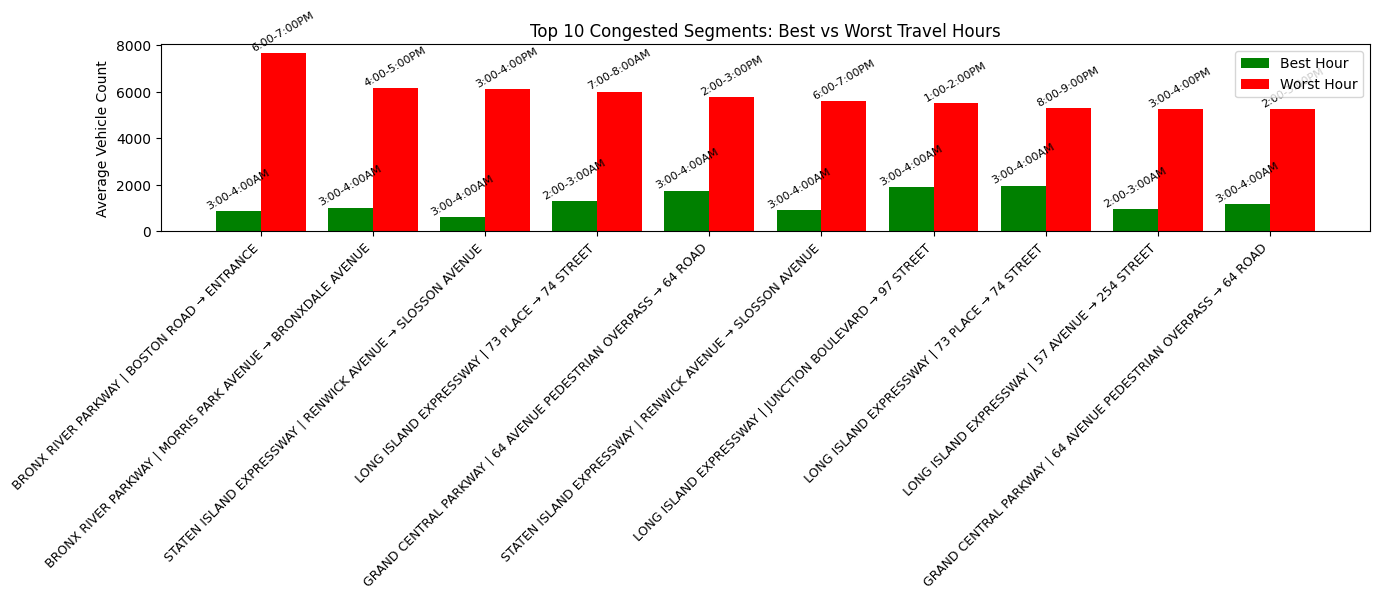 Top 10 Congested Segments: Best vs Worst Travel Hours
Average Vehicle Count
8000
6000
4000
2000
0
Best Hour
Worst Hour
3:00-4:00AM
6:00-7:00PM
3:00-4:00AM
4:00-5:00PM
3:00-4:00AM
3:00-4:00PM
2:00-3:00AM
7:00-8:00AM
3:00-4:00AM
2:00-3:00PM
3:00-4:00AM
6:00-7:00PM
3:00-4:00AM
1:00-2:00PM
3:00-4:00AM
8:00-9:00PM
2:00-3:00AM
3:00-4:00PM
3:00-4:00AM
BRONX RIVER PARKWAY | BOSTON ROAD → ENTRANCE
BRONX RIVER PARKWAY | MORRIS PARK AVENUE → BRONXDALE AVENUE
STATEN ISLAND EXPRESSWAY | RENWICK AVENUE → SLOSSON AVENUE
LONG ISLAND EXPRESSWAY | 73 PLACE → 74 STREET
GRAND CENTRAL PARKWAY | 64 AVENUE PEDESTRIAN OVERPASS → 64 ROAD
STATEN ISLAND EXPRESSWAY | RENWICK AVENUE → SLOSSON AVENUE
LONG ISLAND EXPRESSWAY | JUNCTION BOULEVARD → 97 STREET
LONG ISLAND EXPRESSWAY | 73 PLACE → 74 STREET
LONG ISLAND EXPRESSWAY | 57 AVENUE → 254 STREET
GRAND CENTRAL PARKWAY | 64 AVENUE PEDESTRIAN OVERPASS → 64 ROAD